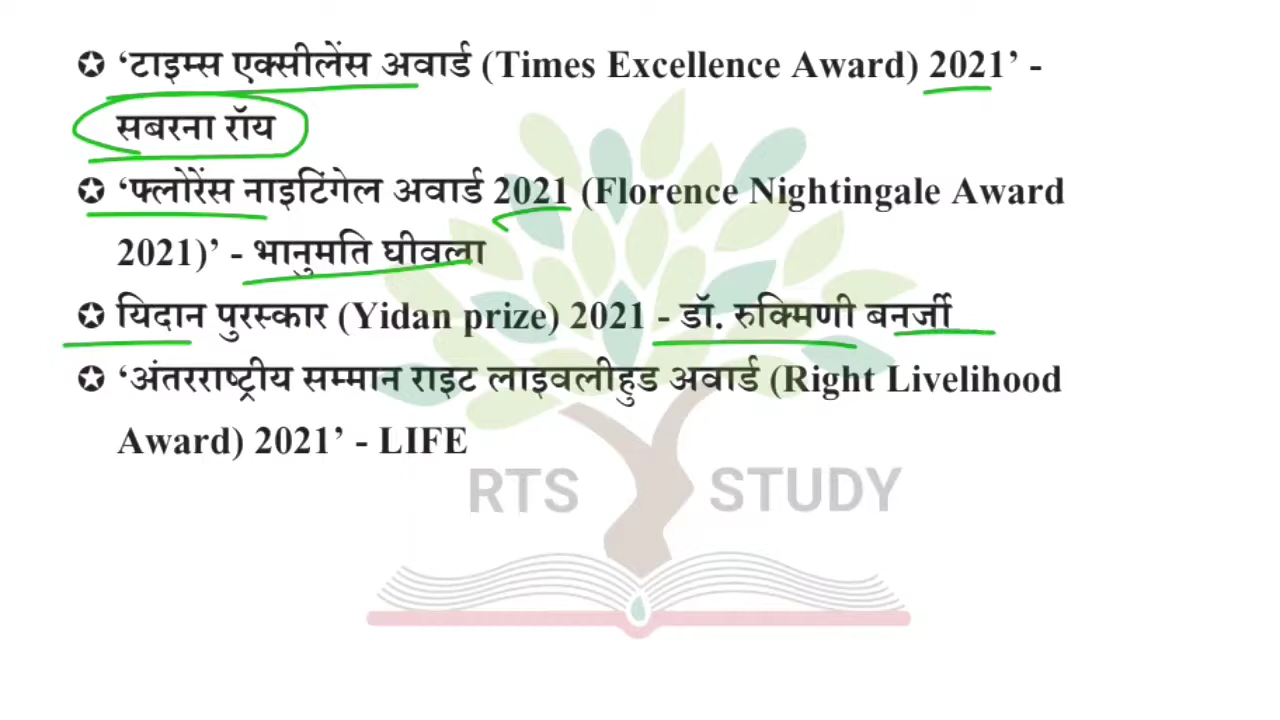 ✪ ‘टाइम्स एक्सीलेंस अवार्ड (Times Excellence Award) 2021’ -
सबरना रॉय
✪ ‘फ्लोरेंस नाइटिंगेल अवार्ड 2021 (Florence Nightingale Award
2021)’ - भानुमति घीवला
✪ यिदान पुरस्कार (Yidan prize) 2021 - डॉ. रुक्मिणी बनर्जी
✪ ‘अंतरराष्ट्रीय सम्मान राइट लाइवलीहुड अवार्ड (Right Livelihood
Award) 2021’ - LIFE
RTS STUDY